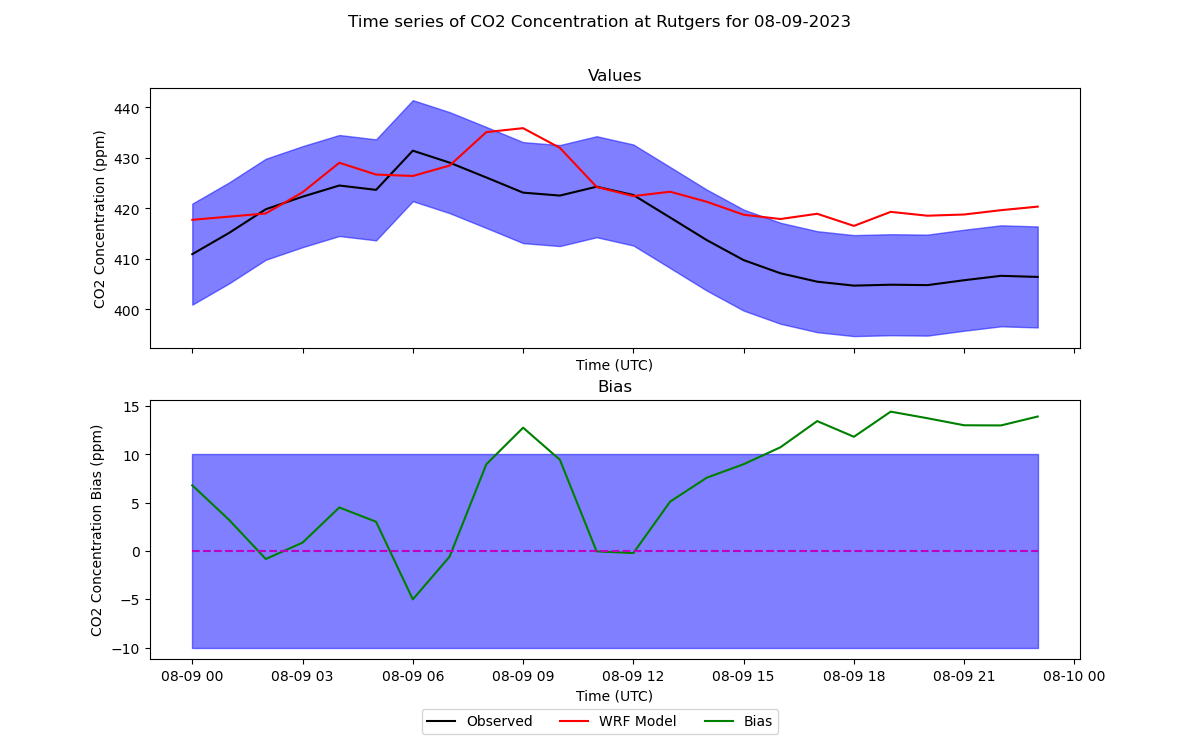 Time series of CO2 Concentration at Rutgers for 08-09-2023
Values
CO2 Concentration (ppm)
440
430
420
410
400
Time (UTC)
Bias
CO2 Concentration Bias (ppm)
15
10
5
0
−5
−10
08-09 00 08-09 03 08-09 06 08-09 09 08-09 12 08-09 15 08-09 18 08-09 21 08-10 00
Time (UTC)
Observed WRF Model Bias